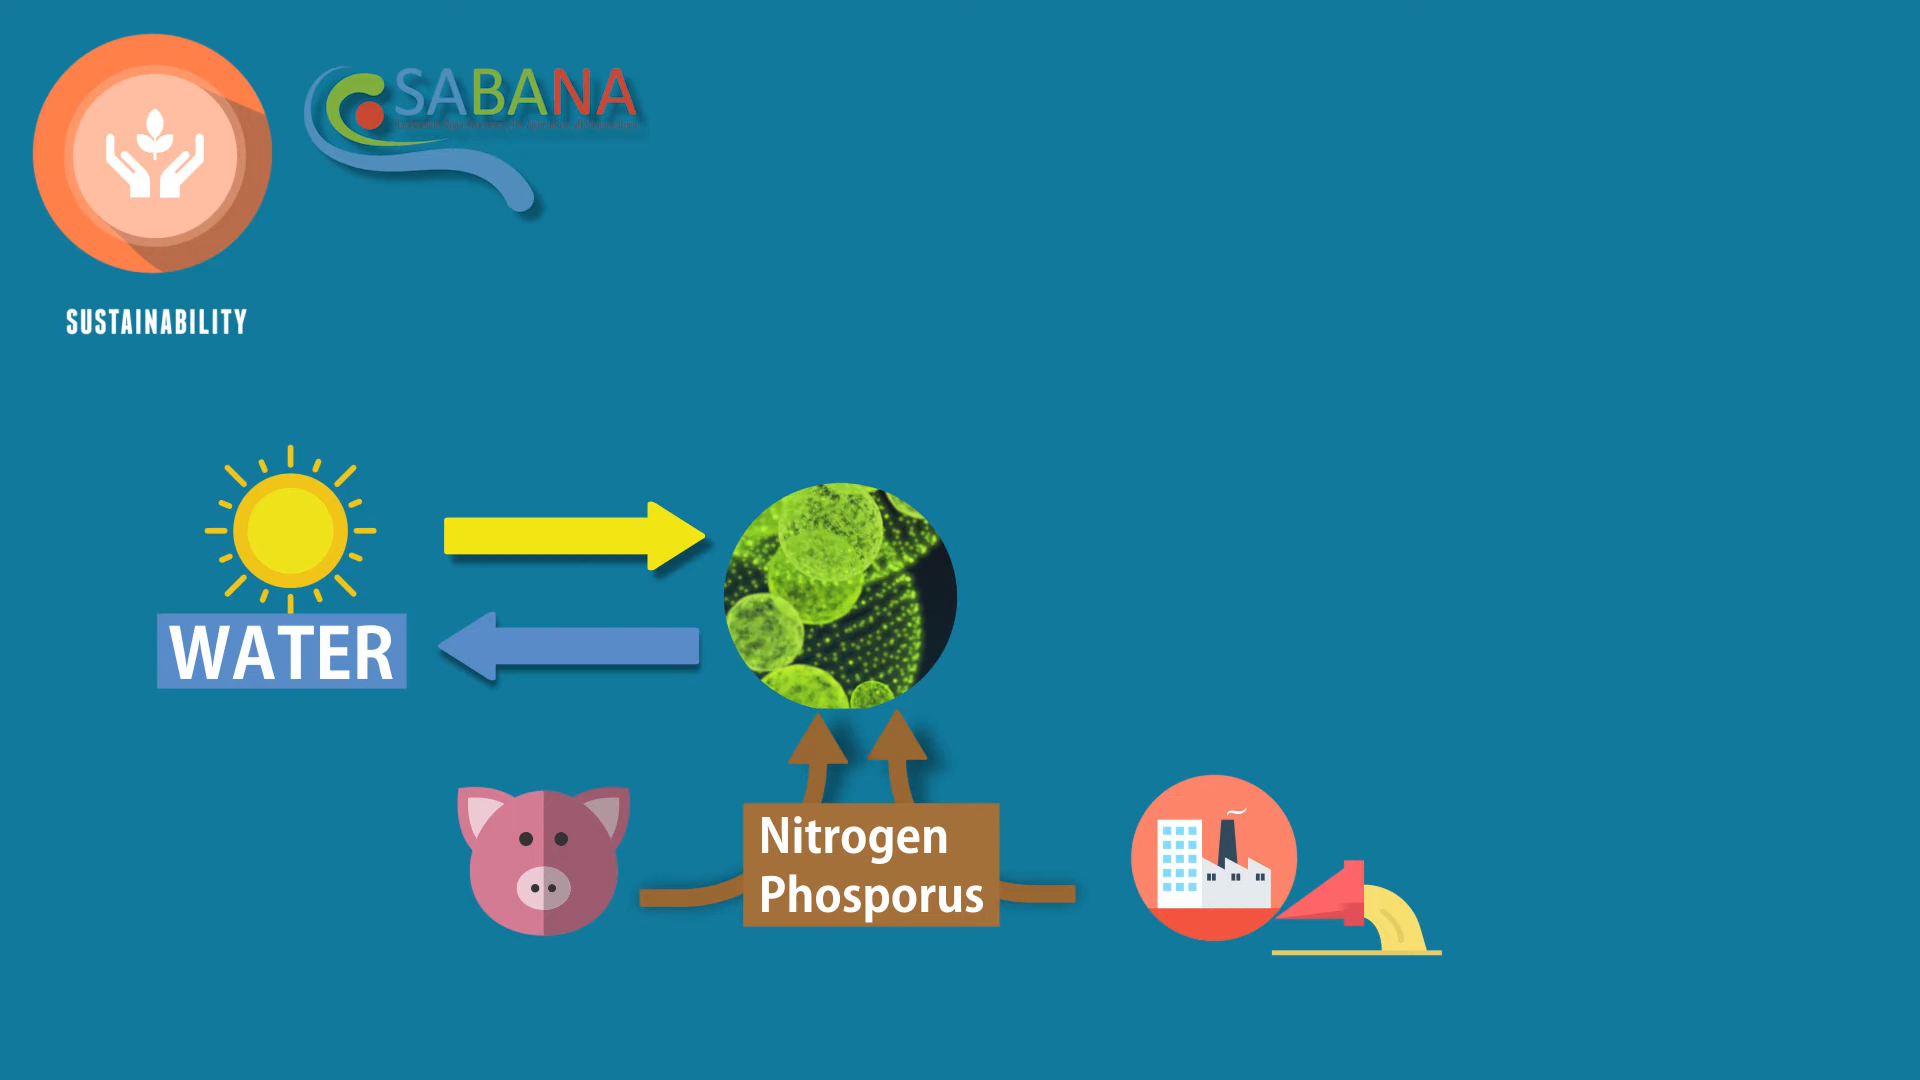 SABANA
SUSTAINABILITY
WATER
Nitrogen
Phosporus